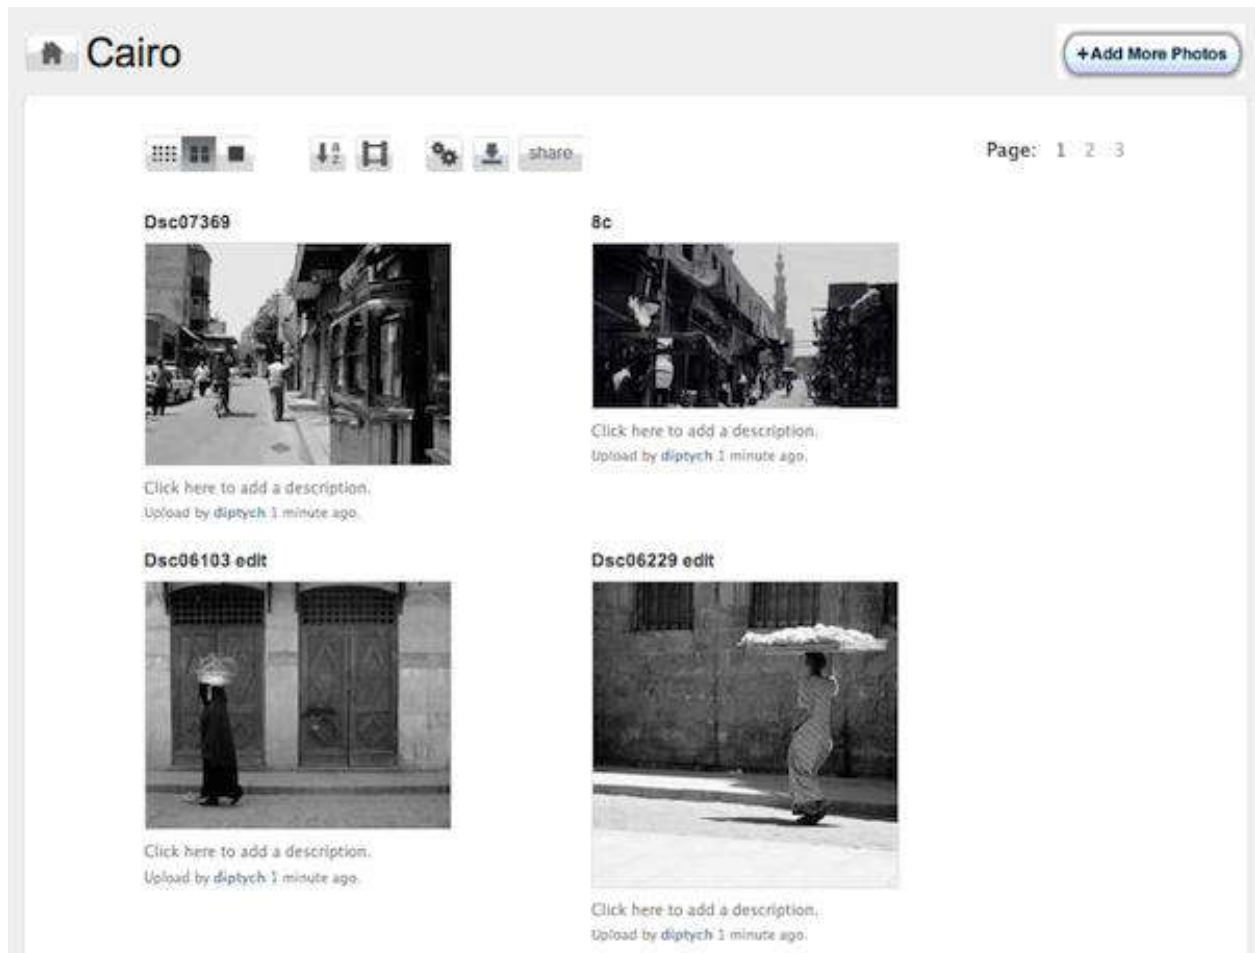 Cairo
+Add More Photos
share
Page: 1 2 3
Dsc07369
Click here to add a description.
Upload by diptych 1 minute ago.
8c
Click here to add a description.
Upload by diptych 1 minute ago.
Dsc06103 edit
Click here to add a description.
Upload by diptych 1 minute ago.
Dsc06229 edit
Click here to add a description.
Upload by diptych 1 minute ago.